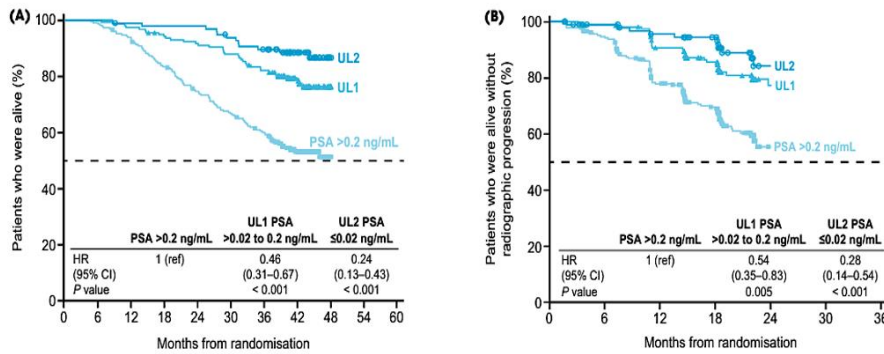 (A)
Patients who were alive (%)
100
80
60
40
20
0
UL2
UL1
PSA >0.2 ng/mL
PSA >0.2 ng/mL UL1 PSA >0.02 to 0.2 ng/mL UL2 PSA ≤0.02 ng/mL
HR 1 (ref) 0.46 0.24
(95% CI) (0.31–0.67) (0.13–0.43)
P value < 0.001 < 0.001
0 6 12 18 24 30 36 42 48 54 60
Months from randomisation
(B)
Patients who were alive without
radiographic progression (%)
100
80
60
40
20
0
UL2
UL1
PSA >0.2 ng/mL
PSA >0.2 ng/mL UL1 PSA >0.02 to 0.2 ng/mL UL2 PSA ≤0.02 ng/mL
HR 1 (ref) 0.54 0.28
(95% CI) (0.35–0.83) (0.14–0.54)
P value 0.005 <0.001
0 6 12 18 24 30 36
Months from randomisation